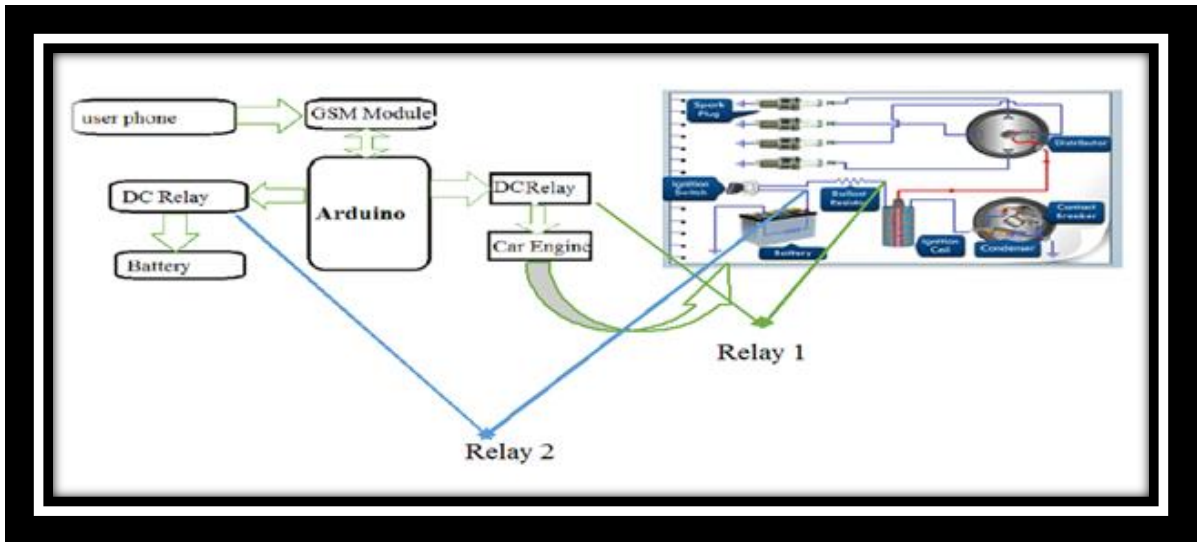 user phone
GSM Module
DC Relay
Arduino
DCRelay
Battery
Car Engine
Spark
Plug
Distributor
Ignition
Switch
Ballast
Resistor
Contact
Breaker
Battery
Ignition
Coil
Condenser
Relay 1
Relay 2